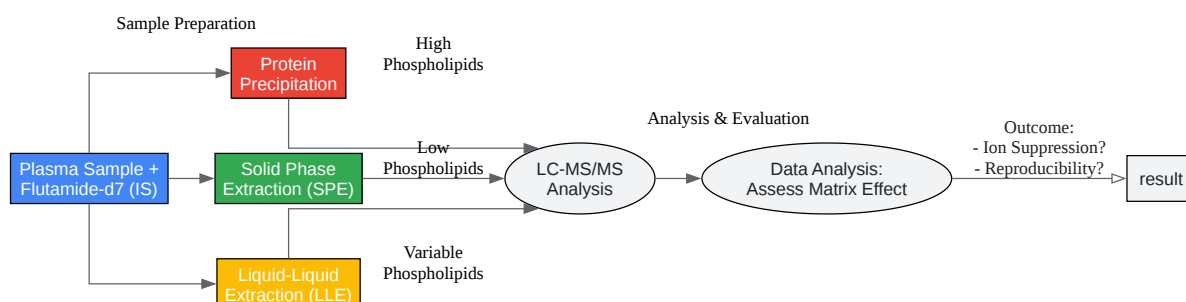 Sample Preparation
Protein
Precipitation
High
Phospholipids
Analysis & Evaluation
Plasma Sample +
Flutamide-d7 (IS)
Solid Phase
Extraction (SPE)
Low
Phospholipids
LC-MS/MS
Analysis
Data Analysis:
Assess Matrix Effect
Outcome:
- Ion Suppression?
- Reproducibility?
result
Liquid-Liquid
Extraction (LLE)
Variable
Phospholipids